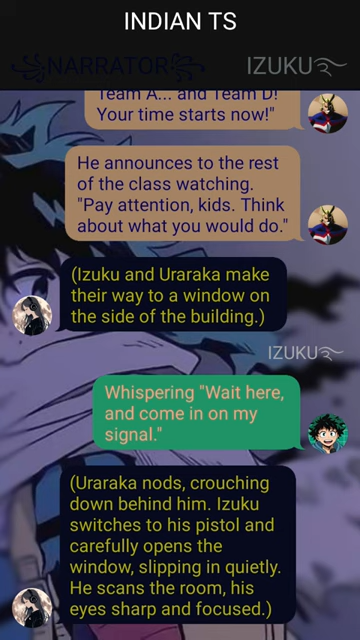 INDIAN TS
꧁NARRATOR꧂
IZUKU࿐
Team A... and Team D!
Your time starts now!"
He announces to the rest
of the class watching.
"Pay attention, kids. Think
about what you would do."
(Izuku and Uraraka make
their way to a window on
the side of the building.)
IZUKU࿐
Whispering "Wait here,
and come in on my
signal."
(Uraraka nods, crouching
down behind him. Izuku
switches to his pistol and
carefully opens the
window, slipping in quietly.
He scans the room, his
eyes sharp and focused.)